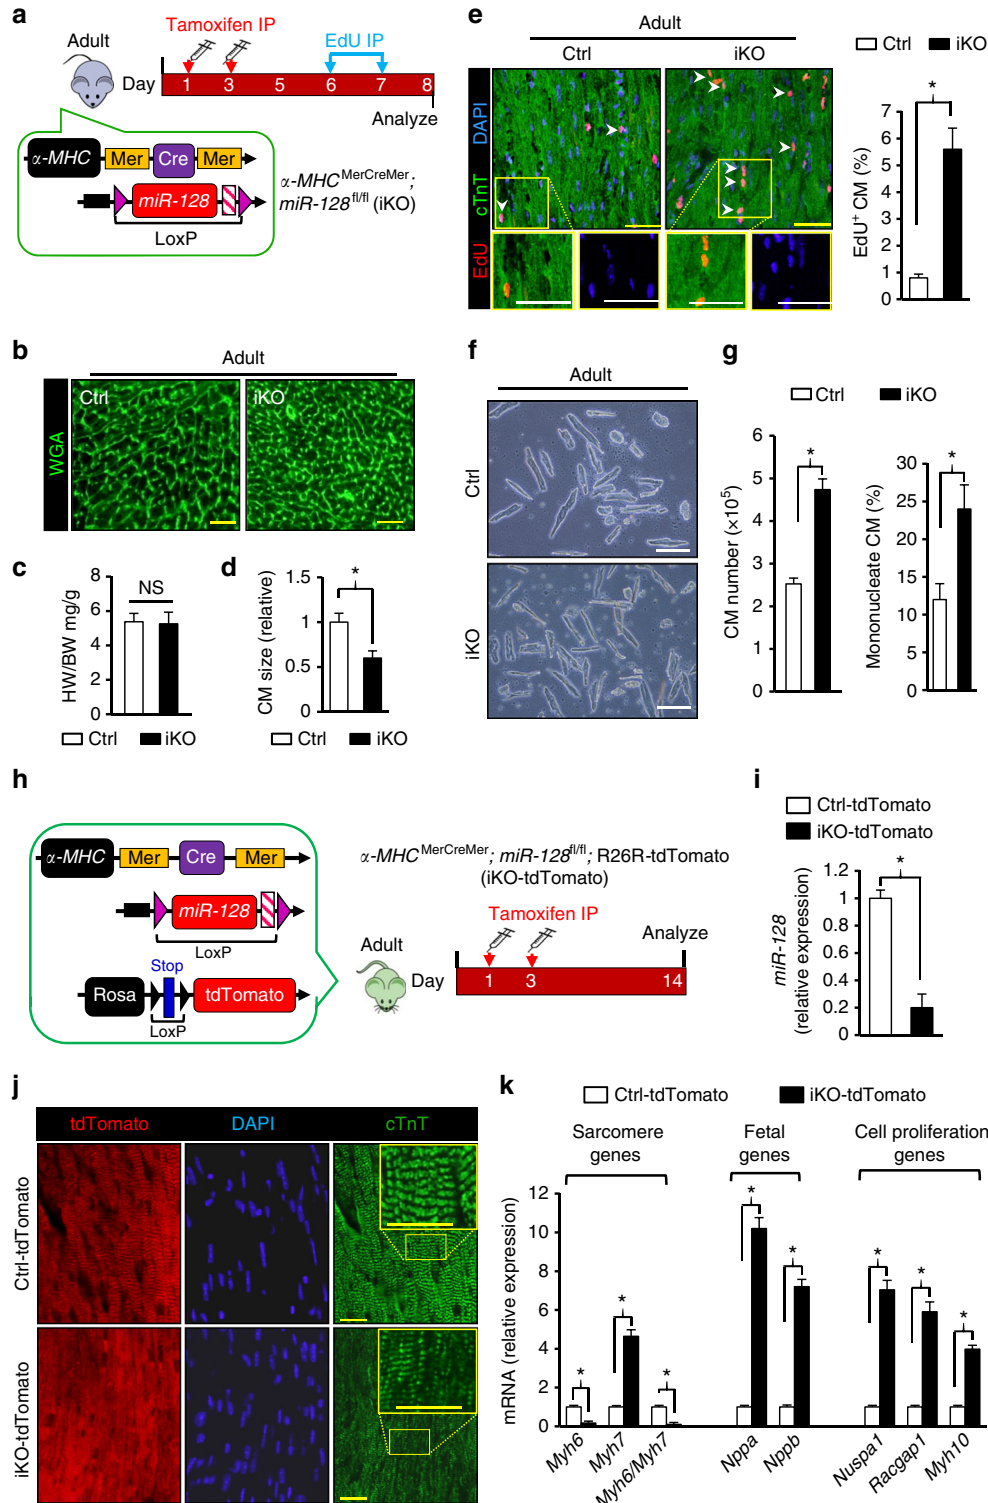 a
Adult
Tamoxifen IP
EdU IP
Day
1 3 5 6 7 8
Analyze
α-MHC Mer Cre Mer
miR-128
LoxP
α-MHC^MerCreMer;
miR-128^fl/fl (iKO)
b
Adult
WGA
Ctrl
iKO
c
HW/BW mg/g
8
6
4
2
0
NS
Ctrl iKO
d
CM size (relative)
1.5
1
0.5
0
*
Ctrl iKO
e
Adult
Ctrl iKO
EdU cTnT DAPI
Ctrl iKO
EdU⁺ CM (%)
7
6
5
4
3
2
1
0
*
f
Adult
Ctrl
iKO
g
Ctrl iKO
CM number (×10⁵)
6
5
4
3
2
1
0
*
Mononucleate CM (%)
30
25
20
15
10
5
0
*
h
α-MHC Mer Cre Mer
miR-128
LoxP
Stop
Rosa tdTomato
LoxP
α-MHC^MerCreMer; miR-128^fl/fl; R26R-tdTomato
(iKO-tdTomato)
Tamoxifen IP
Analyze
Adult
Day
1 3 14
i
Ctrl-tdTomato
iKO-tdTomato
miR-128
(relative expression)
1.2
1
0.8
0.6
0.4
0.2
0
*
j
tdTomato DAPI cTnT
Ctrl-tdTomato
iKO-tdTomato
k
Ctrl-tdTomato iKO-tdTomato
Sarcomere
genes
Fetal
genes
Cell proliferation
genes
mRNA (relative expression)
12
10
8
6
4
2
0
* * * * * * * *
Myh6 Myh7 Myh6/Myh7 Nppa Nppb Nuspa1 Racgap1 Myh10